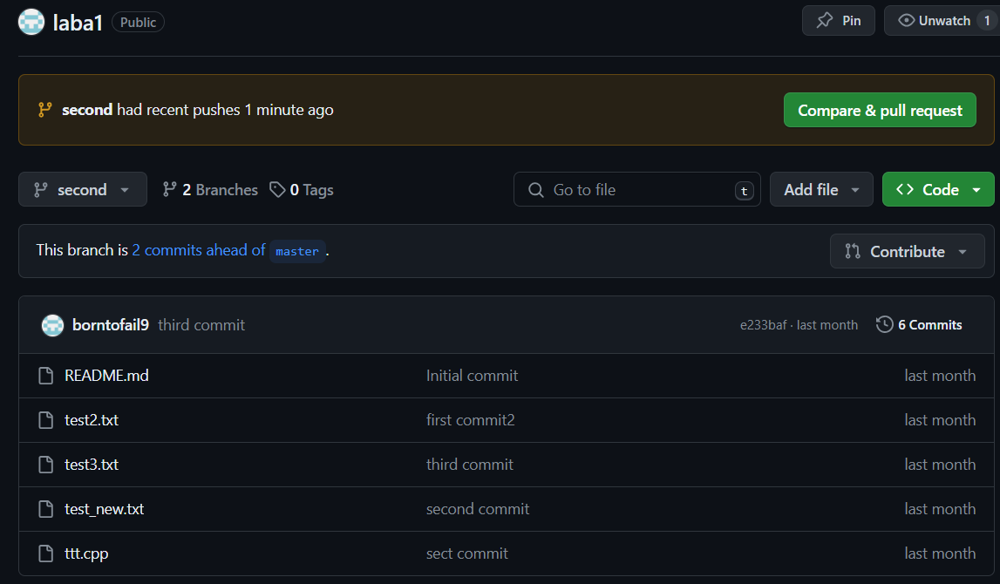 laba1 Public Pin Unwatch 1
second had recent pushes 1 minute ago Compare & pull request
second 2 Branches 0 Tags Go to file t Add file Code
This branch is 2 commits ahead of master. Contribute
borntofail9 third commit e233baf · last month 6 Commits
README.md Initial commit last month
test2.txt first commit2 last month
test3.txt third commit last month
test_new.txt second commit last month
ttt.cpp sect commit last month